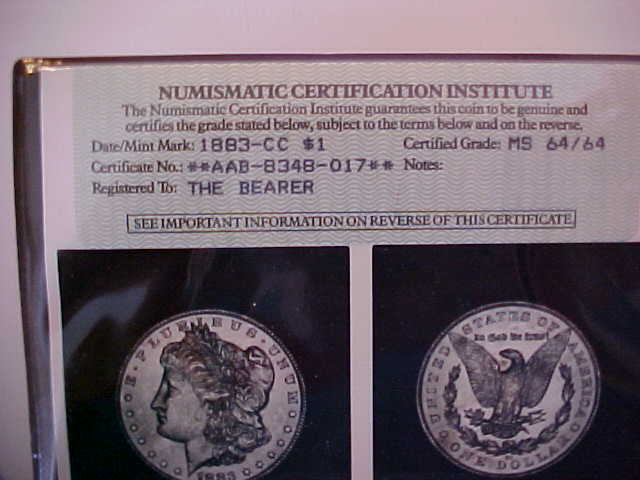 NUMISMATIC CERTIFICATION INSTITUTE
The Numismatic Certification Institute guarantees this coin to be genuine and
certifies the grade stated below, subject to the terms below and on the reverse.
Date/Mint Mark: 1883-CC $1 Certified Grade: MS 64/64
Certificate No.: **AAB-8348-017** Notes:
Registered To: THE BEARER
SEE IMPORTANT INFORMATION ON REVERSE OF THIS CERTIFICATE
E·PLURIBUS·UNUM
1883
UNITED STATES OF AMERICA
In God we trust
ONE DOLLAR